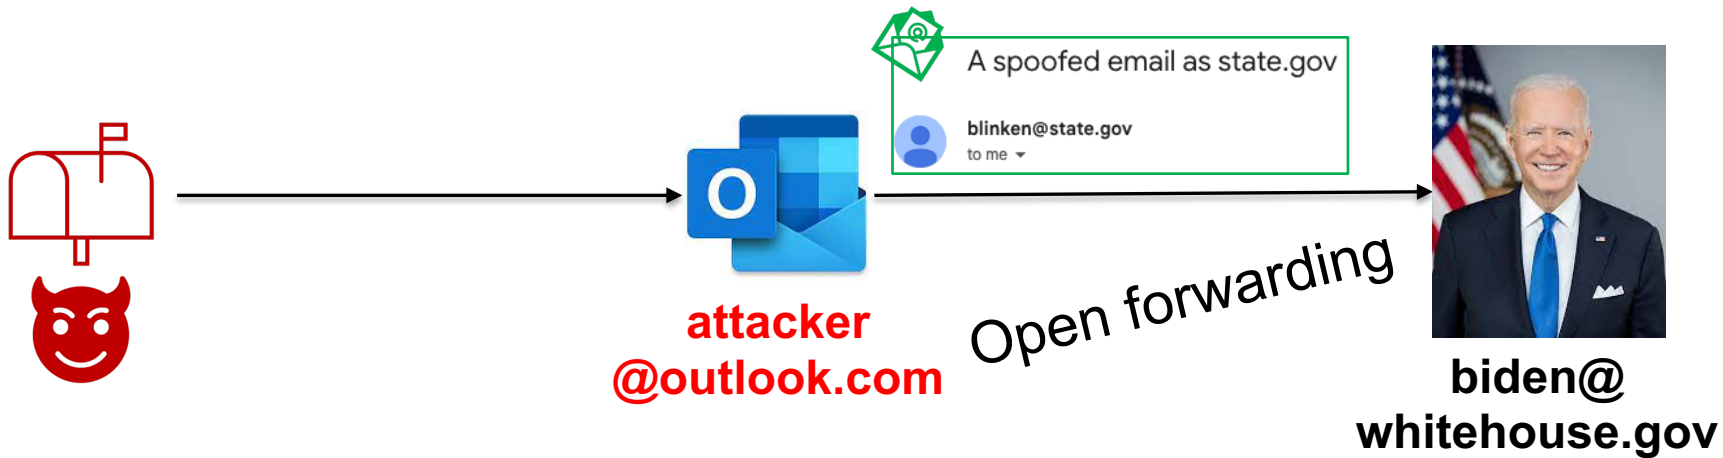 A spoofed email as state.gov
blinken@state.gov
to me
O
attacker
@outlook.com
Open forwarding
biden@
whitehouse.gov